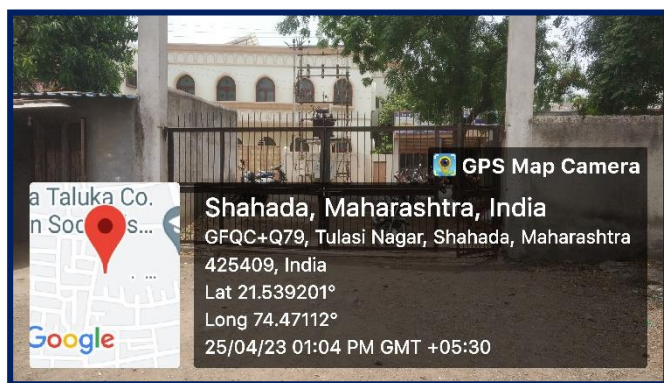 GPS Map Camera
a Taluka Co.
n Soc
s...
Google
Shahada, Maharashtra, India
GFQC+Q79, Tulasi Nagar, Shahada, Maharashtra
425409, India
Lat 21.539201°
Long 74.47112°
25/04/23 01:04 PM GMT +05:30